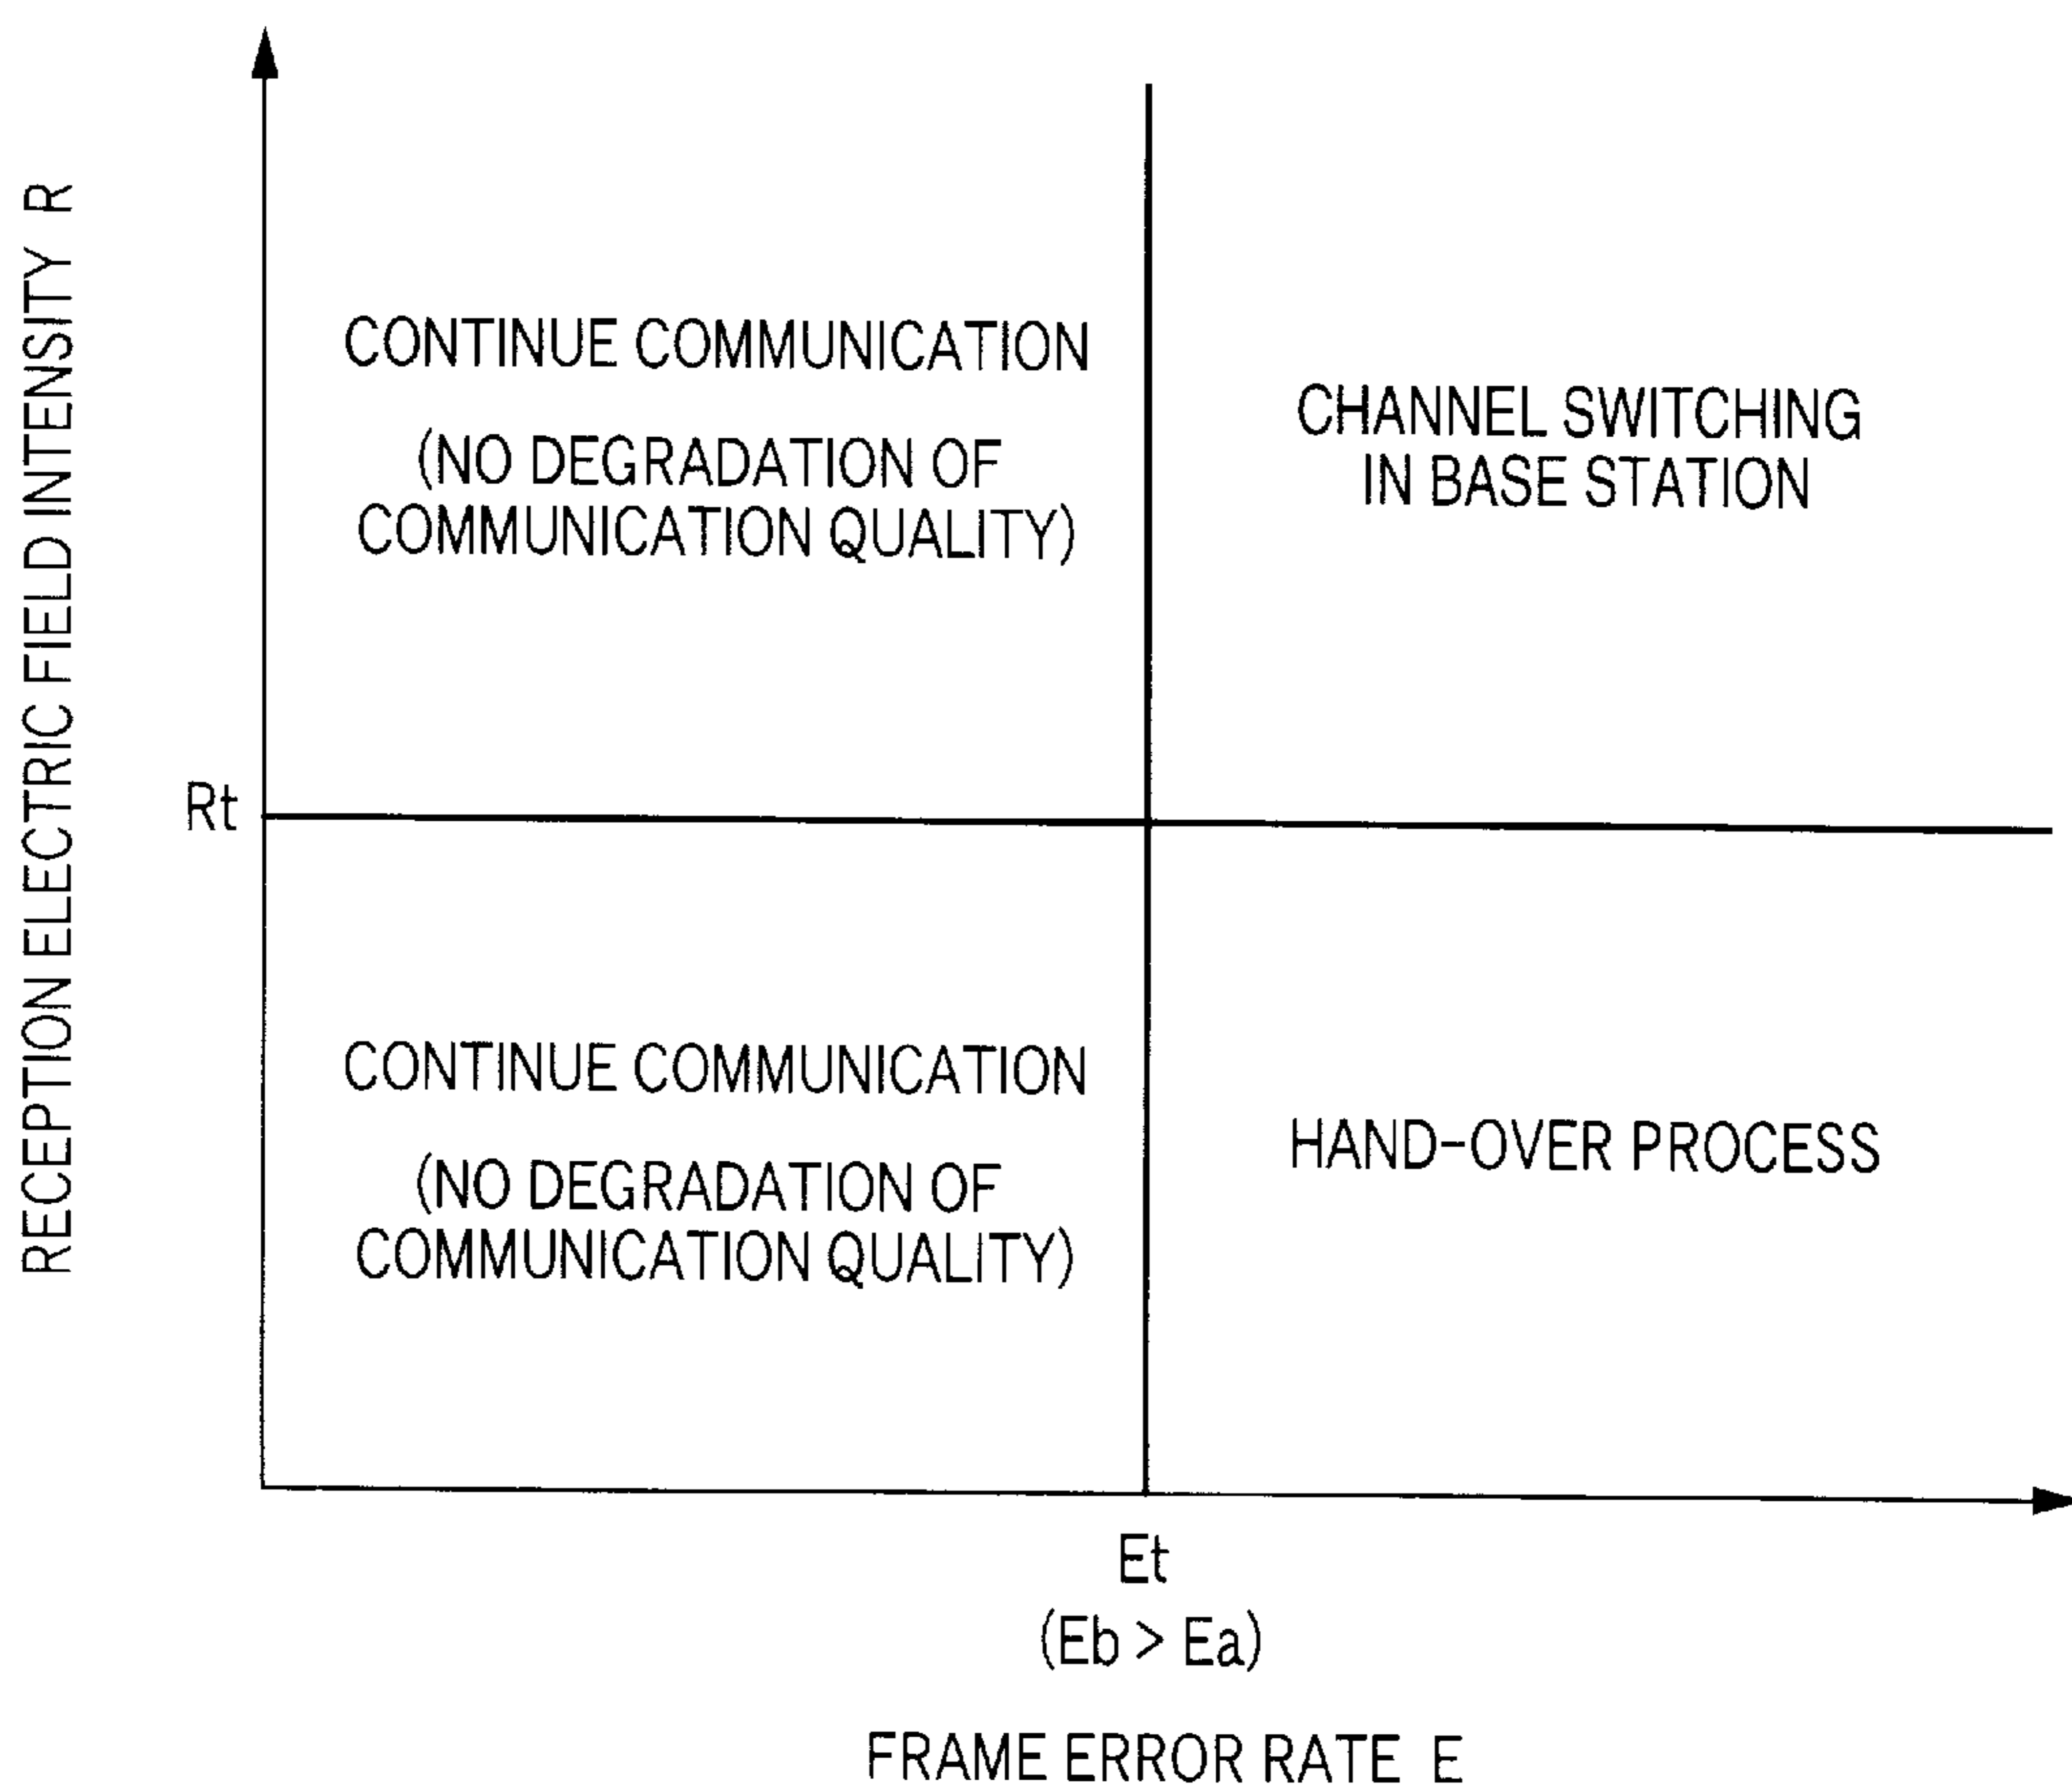 RECEPTION ELECTRIC FIELD INTENSITY R
CONTINUE COMMUNICATION
(NO DEGRADATION OF
COMMUNICATION QUALITY)
CHANNEL SWITCHING
IN BASE STATION
Rt
CONTINUE COMMUNICATION
(NO DEGRADATION OF
COMMUNICATION QUALITY)
HAND-OVER PROCESS
Et
(Eb > Ea)
FRAME ERROR RATE E